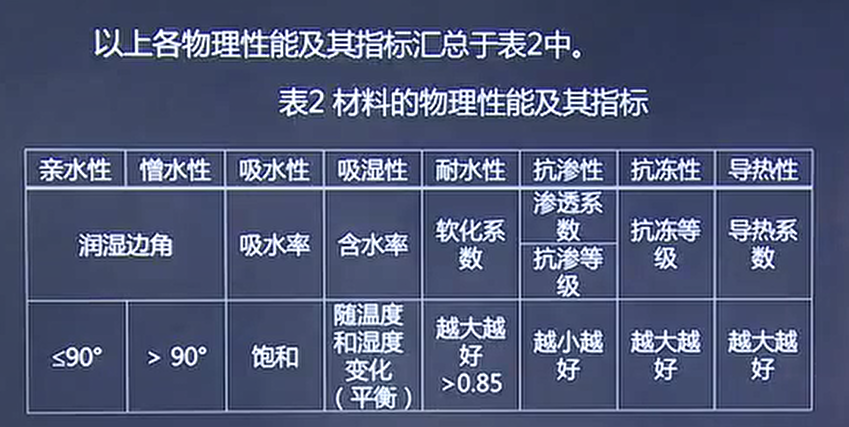 以上各物理性能及其指标汇总于表2中。
表2 材料的物理性能及其指标
亲水性 憎水性 吸水性 吸湿性 耐水性 抗渗性 抗冻性 导热性
润湿边角 吸水率 含水率 软化系数 渗透系数 抗渗等级 抗冻等级 导热系数
≤90° > 90° 饱和 随温度和湿度变化(平衡) 越大越好>0.85 越小越好 越大越好 越大越好